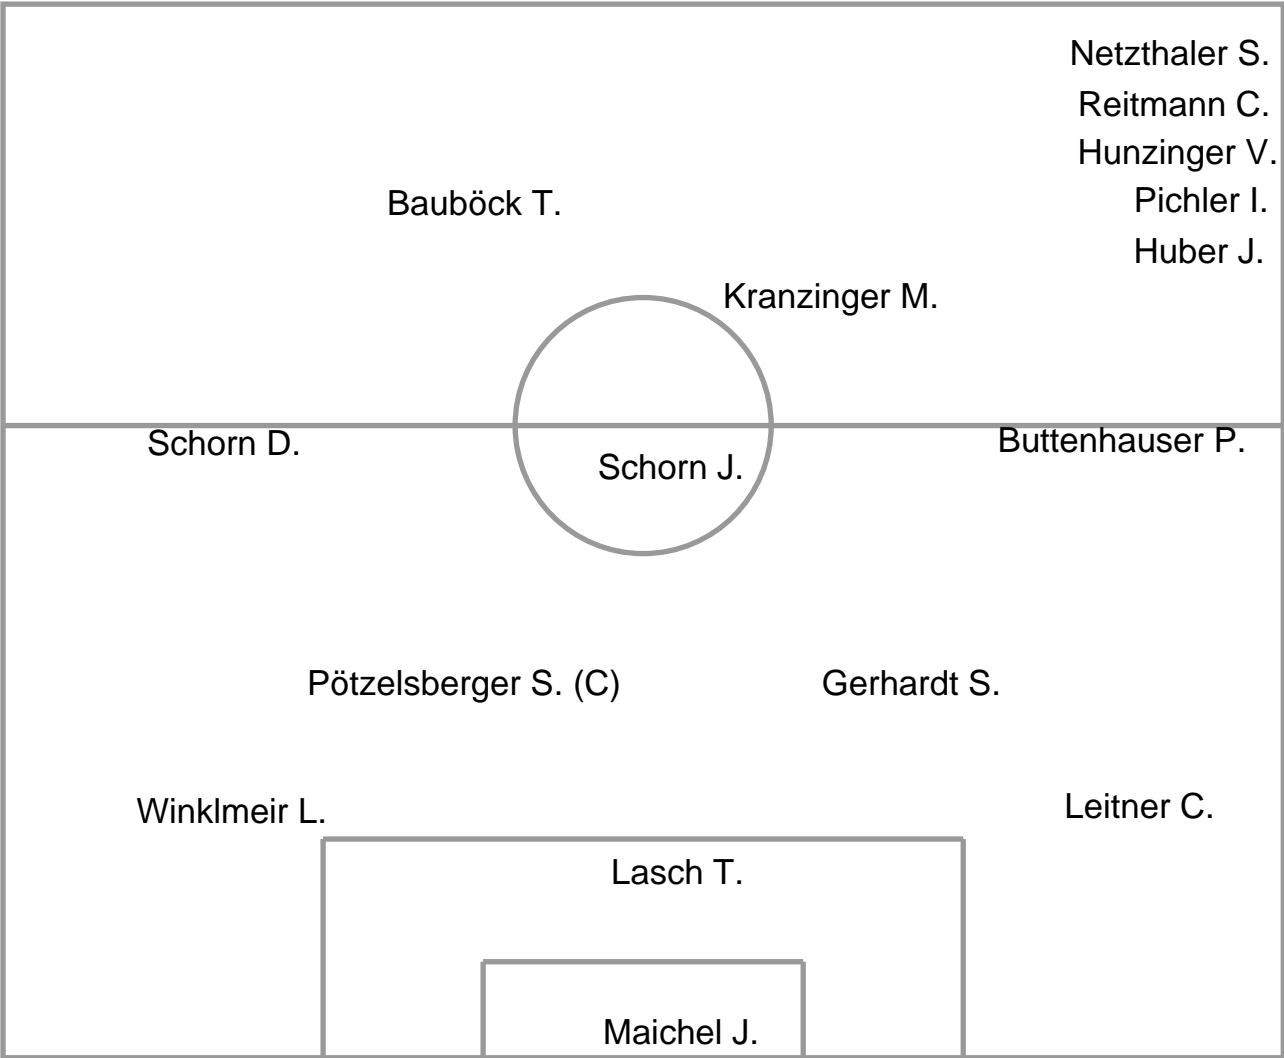 Netzthaler S.
Reitmann C.
Hunzinger V.
Pichler I.
Bauböck T.
Huber J.
Kranzinger M.
Schorn D.
Buttenhauser P.
Schorn J.
Pötzelsberger S. (C)
Gerhardt S.
Winklmeir L.
Leitner C.
Lasch T.
Maichel J.